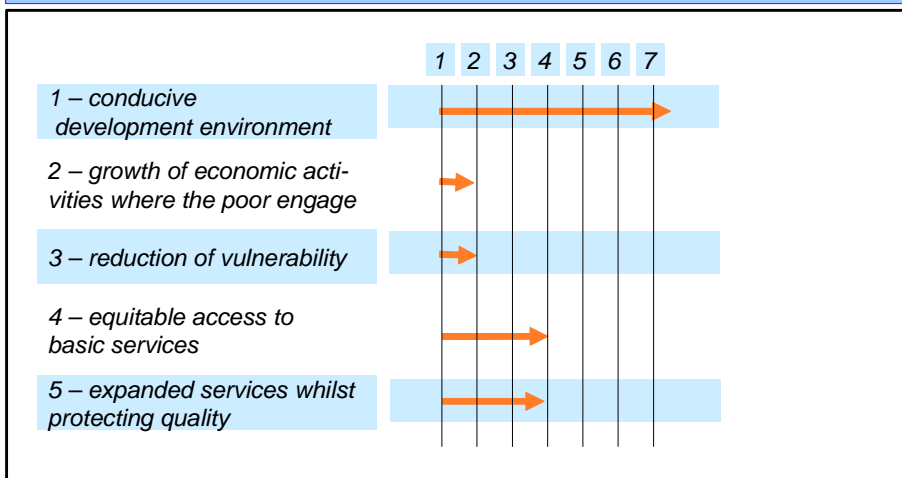 1 2 3 4 5 6 7
1 – conducive
development environment
2 – growth of economic acti-
vities where the poor engage
3 – reduction of vulnerability
4 – equitable access to
basic services
5 – expanded services whilst
protecting quality